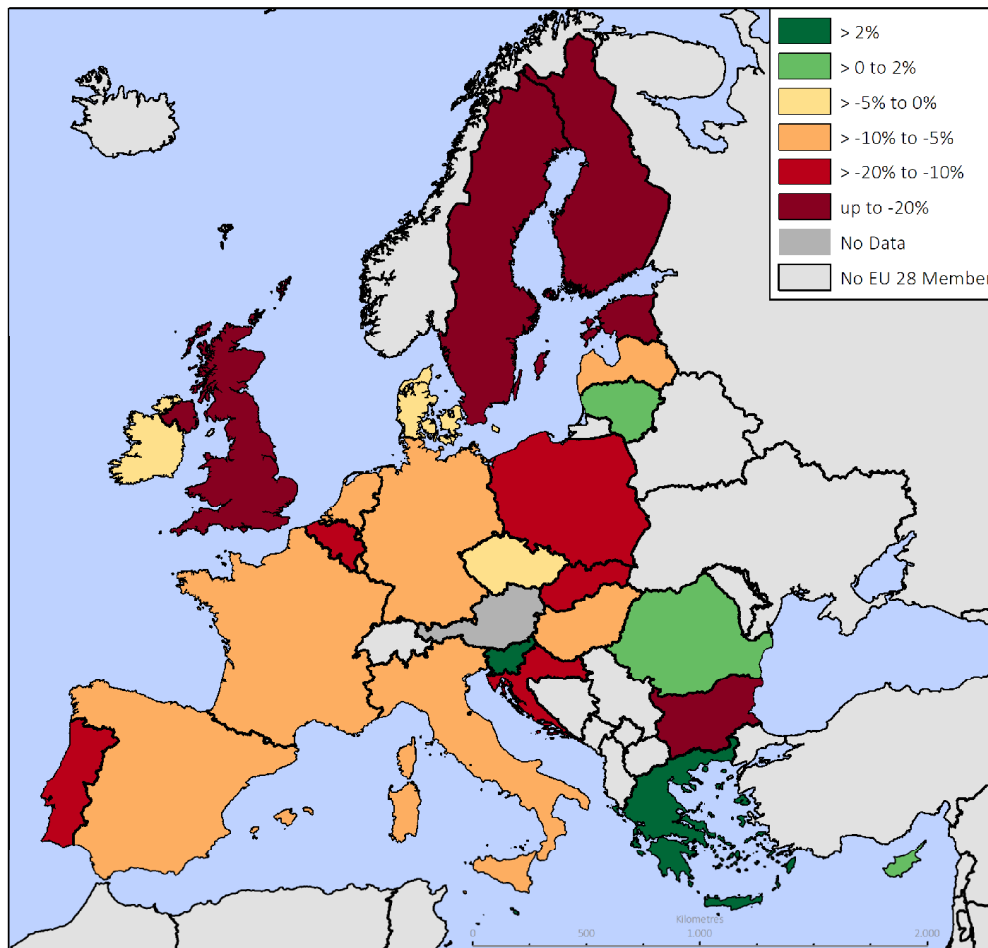 > 2%
> 0 to 2%
> -5% to 0%
> -10% to -5%
> -20% to -10%
up to -20%
No Data
No EU 28 Member
Kilometres
0 500 1.000 2.000